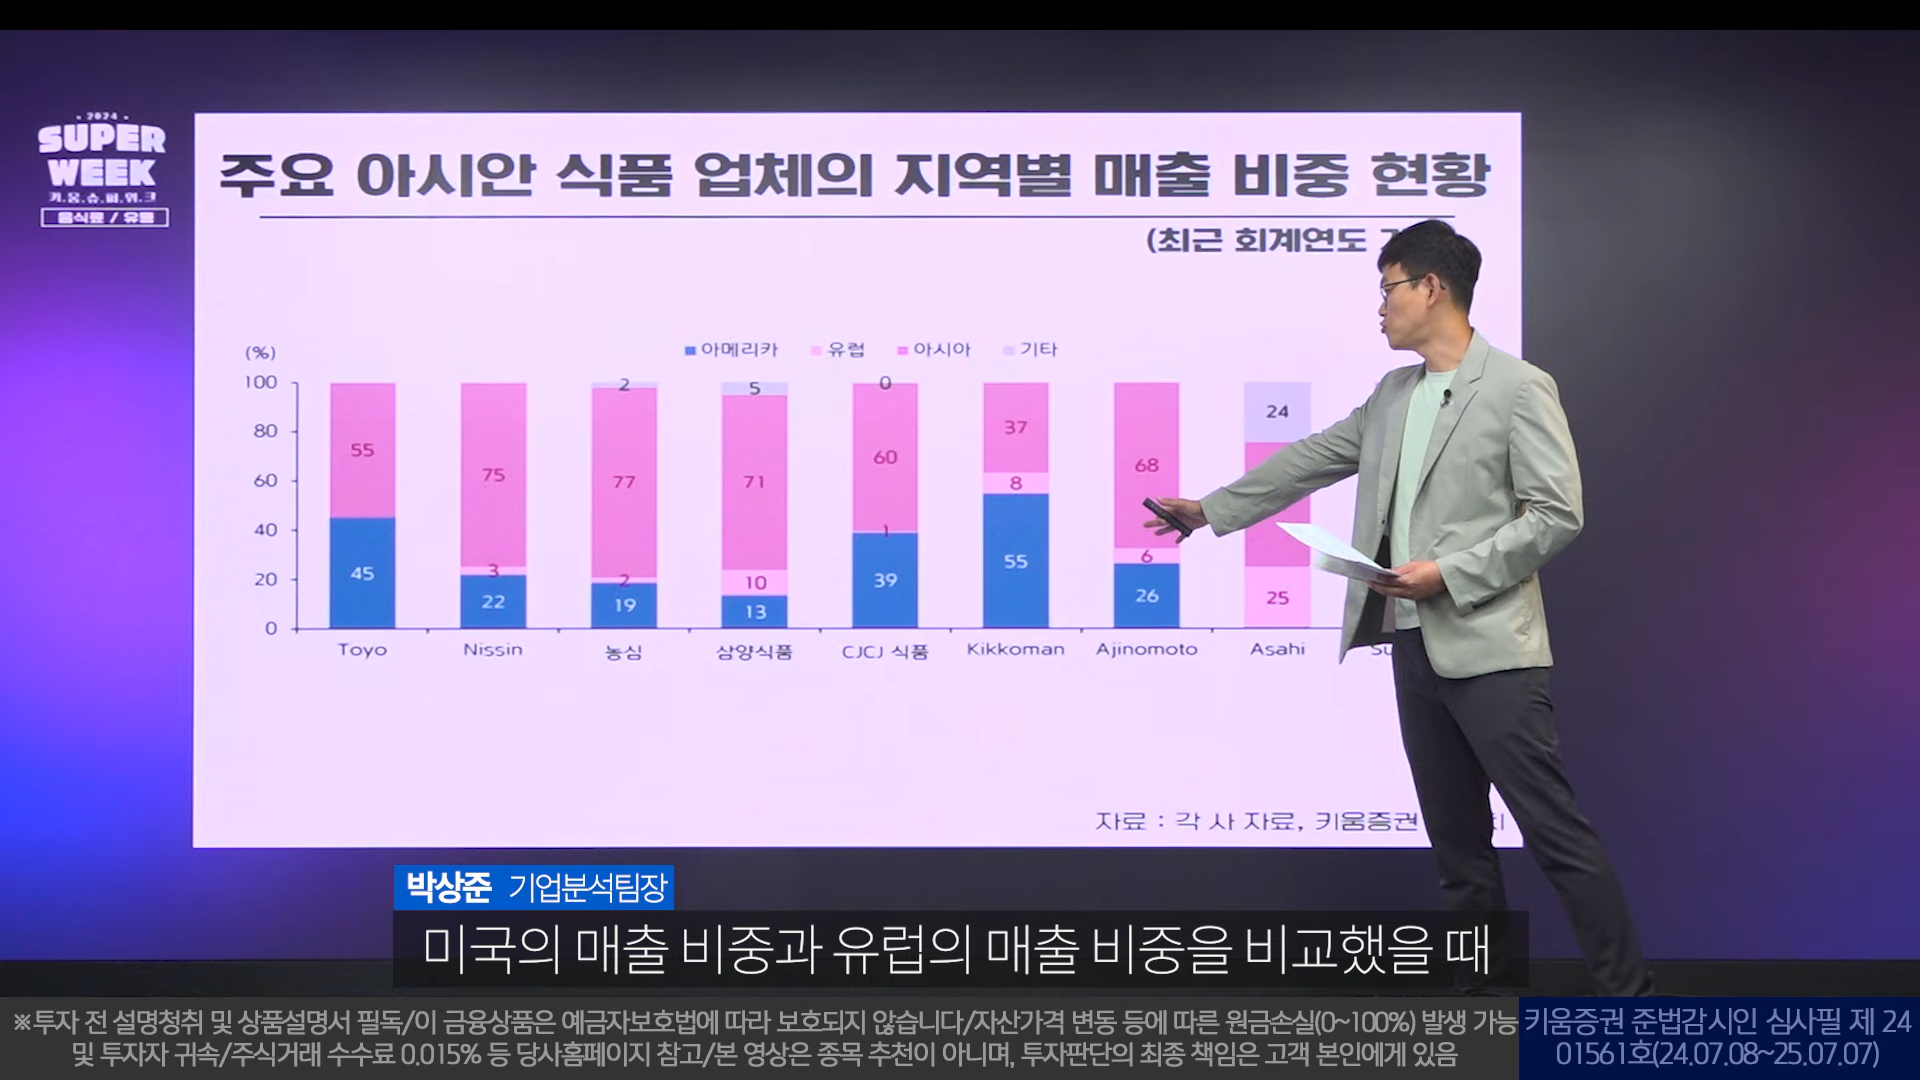 - 2024 -
SUPER
WEEK
키.움.슈.퍼.위.크
음식료 / 유통
주요 아시안 식품 업체의 지역별 매출 비중 현황
(최근 회계연도
(%)
아메리카 유럽 아시아 기타
100
80
60
40
20
0
55
45
75
3
22
2
77
2
19
5
71
10
13
0
60
1
39
37
8
55
68
6
26
24
25
Toyo Nissin 농심 삼양식품 CJCJ 식품 Kikkoman Ajinomoto Asahi Su
자료 : 각 사 자료, 키움증권
박상준 기업분석팀장
미국의 매출 비중과 유럽의 매출 비중을 비교했을 때
※투자 전 설명청취 및 상품설명서 필독/이 금융상품은 예금자보호법에 따라 보호되지 않습니다/자산가격 변동 등에 따른 원금손실(0~100%) 발생 가능
및 투자자 귀속/주식거래 수수료 0.015% 등 당사홈페이지 참고/본 영상은 종목 추천이 아니며, 투자판단의 최종 책임은 고객 본인에게 있음
키움증권 준법감시인 심사필 제 24
01561호(24.07.08~25.07.07)